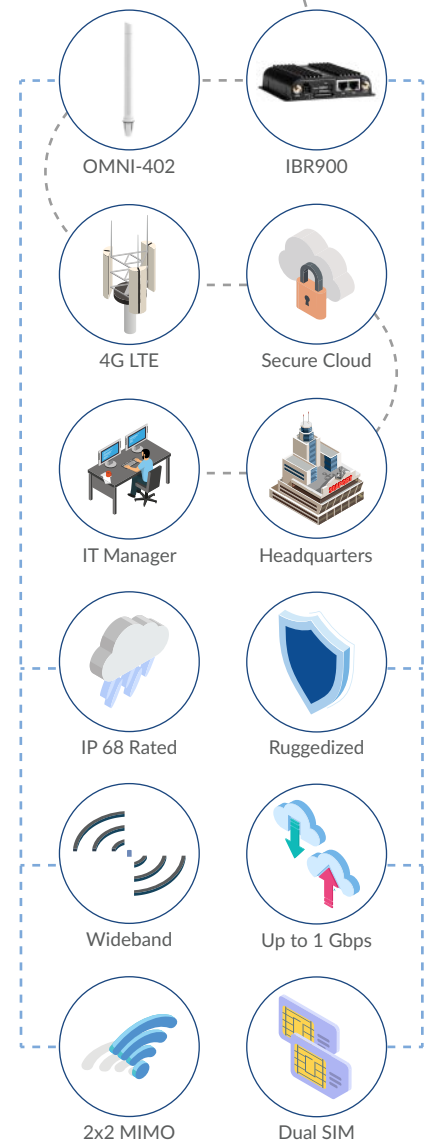 OMNI-402
IBR900
4G LTE
Secure Cloud
IT Manager
Headquarters
IP 68 Rated
Ruggedized
Wideband
Up to 1 Gbps
2x2 MIMO
Dual SIM